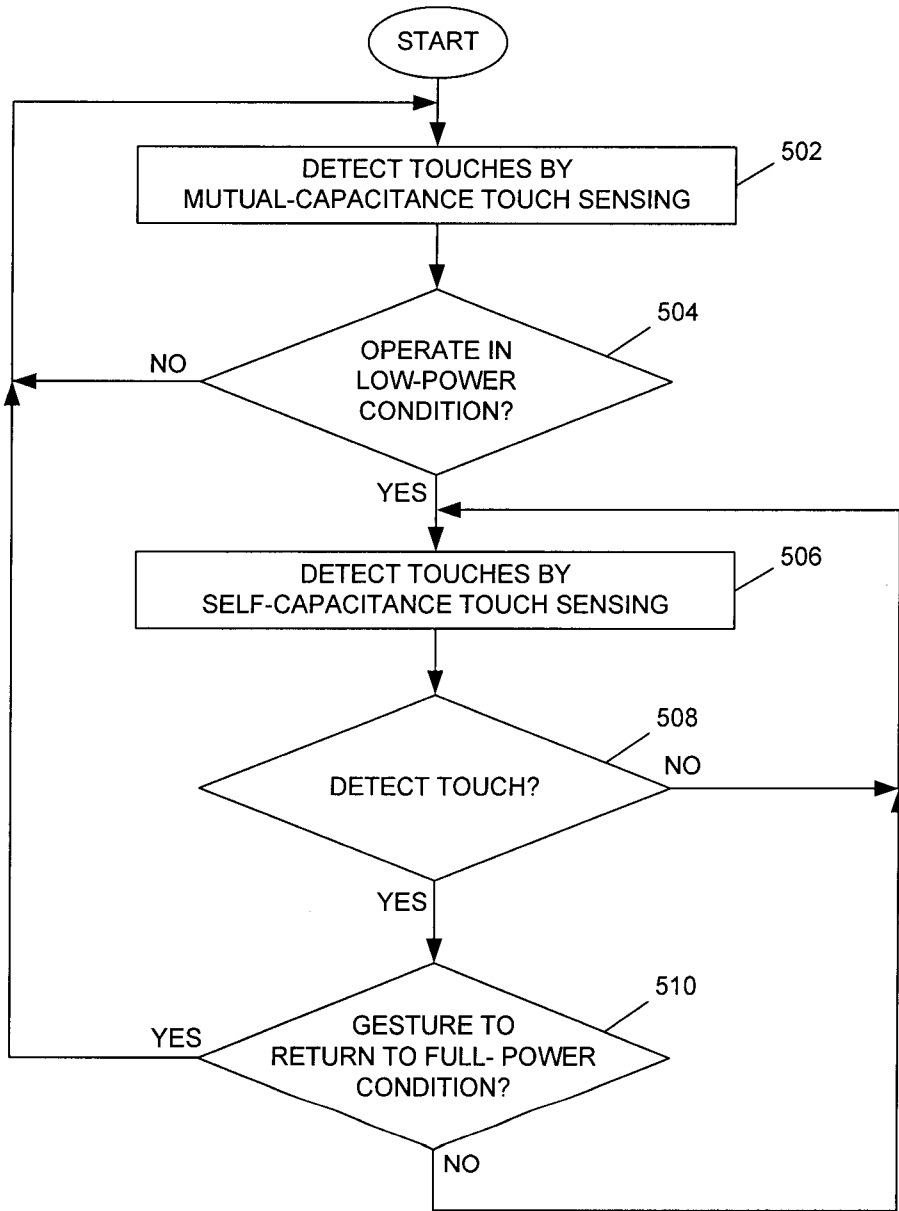 START
DETECT TOUCHES BY
MUTUAL-CAPACITANCE TOUCH SENSING
502
504
OPERATE IN
LOW-POWER
CONDITION?
NO
YES
DETECT TOUCHES BY
SELF-CAPACITANCE TOUCH SENSING
506
508
DETECT TOUCH?
NO
YES
510
GESTURE TO
RETURN TO FULL- POWER
CONDITION?
YES
NO